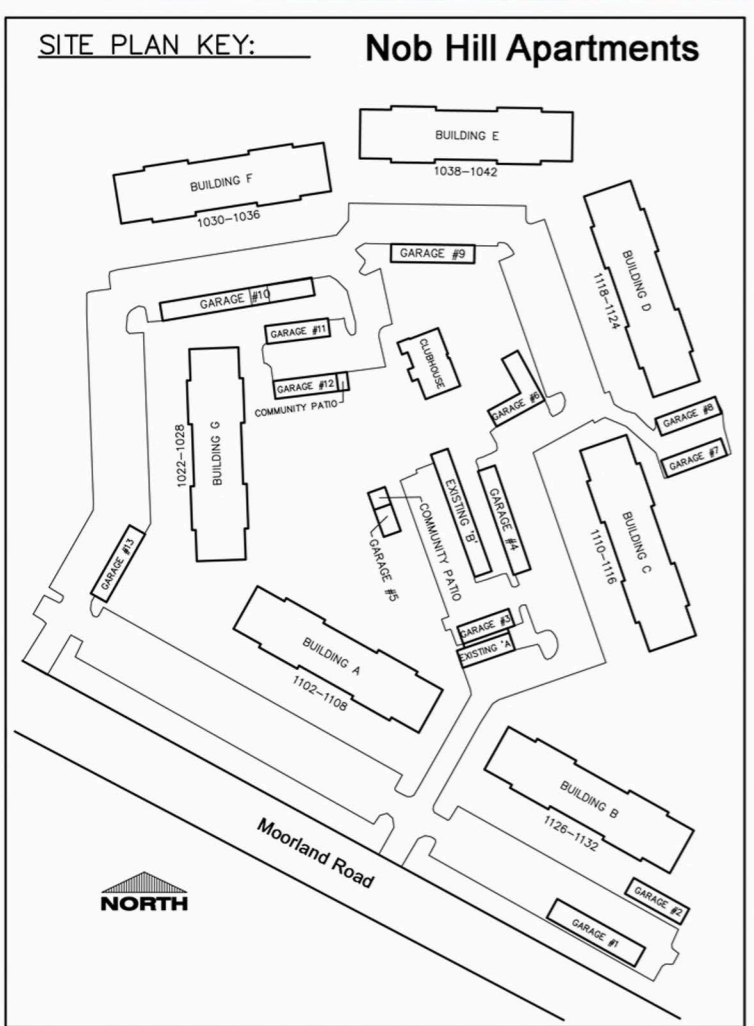 SITE PLAN KEY:
Nob Hill Apartments
BUILDING E
1038-1042
BUILDING F
1030-1036
BUILDING D
1118-1124
GARAGE #9
GARAGE #10
GARAGE #11
CLUBHOUSE
GARAGE #12
COMMUNITY PATIO
GARAGE #6
GARAGE #8
GARAGE #7
BUILDING G
1022-1028
EXISTING 'B'
GARAGE #4
COMMUNITY PATIO
GARAGE #5
BUILDING C
1110-1116
GARAGE #13
GARAGE #3
EXISTING 'A
BUILDING A
1102-1108
BUILDING B
1126-1132
Moorland Road
NORTH
GARAGE #2
GARAGE #1